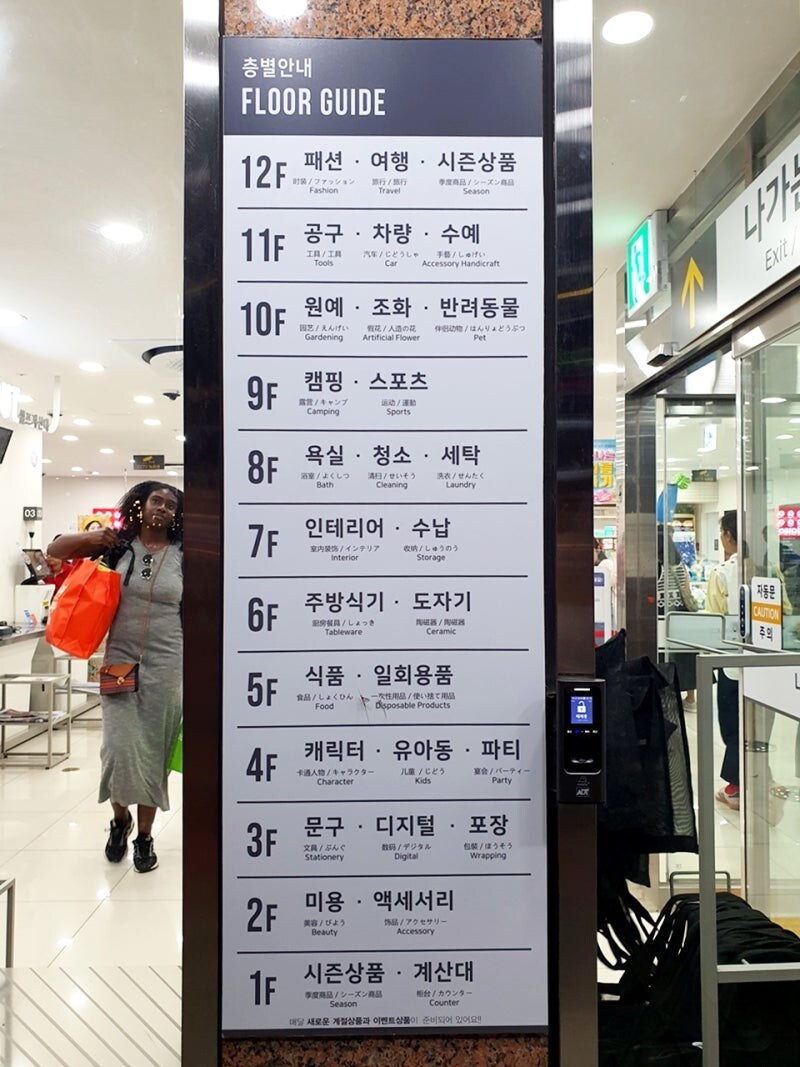 층별안내
FLOOR GUIDE
12F 패션 · 여행 · 시즌상품
时装 / ファッション 旅行 / 旅行 季度商品 / シーズン商品
Fashion Travel Season
11F 공구 · 차량 · 수예
工具 / 工具 汽车 / じどうしゃ 手藝 / しゅげい
Tools Car Accessory Handicraft
10F 원예 · 조화 · 반려동물
园艺 / えんげい 假花 / 人造の花 伴侣动物 / はんりょどうぶつ
Gardening Artificial Flower Pet
9F 캠핑 · 스포츠
露营 / キャンプ 运动 / 運動
Camping Sports
8F 욕실 · 청소 · 세탁
浴室 / よくしつ 清扫 / せいそう 洗衣 / せんたく
Bath Cleaning Laundry
7F 인테리어 · 수납
室内装饰 / インテリア 收纳 / しゅうのう
Interior Storage
6F 주방식기 · 도자기
厨房餐具 / しょっき 陶磁器 / 陶磁器
Tableware Ceramic
5F 식품 · 일회용품
食品 / しょくひん 一次性用品 / 使い捨て用品
Food Disposable Products
4F 캐릭터 · 유아동 · 파티
卡通人物 / キャラクター 儿童 / じどう 宴会 / パーティー
Character Kids Party
3F 문구 · 디지털 · 포장
文具 / ぶんぐ 数码 / デジタル 包裝 / ほうそう
Stationery Digital Wrapping
2F 미용 · 액세서리
美容 / びよう 饰品 / アクセサリー
Beauty Accessory
1F 시즌상품 · 계산대
季度商品 / シーズン商品 柜台 / カウンター
Season Counter
매달 새로운 계절상품과 이벤트상품이 준비되어 있어요!!
나가는
Exit /
자동문
CAUTION
주의
ADT
03